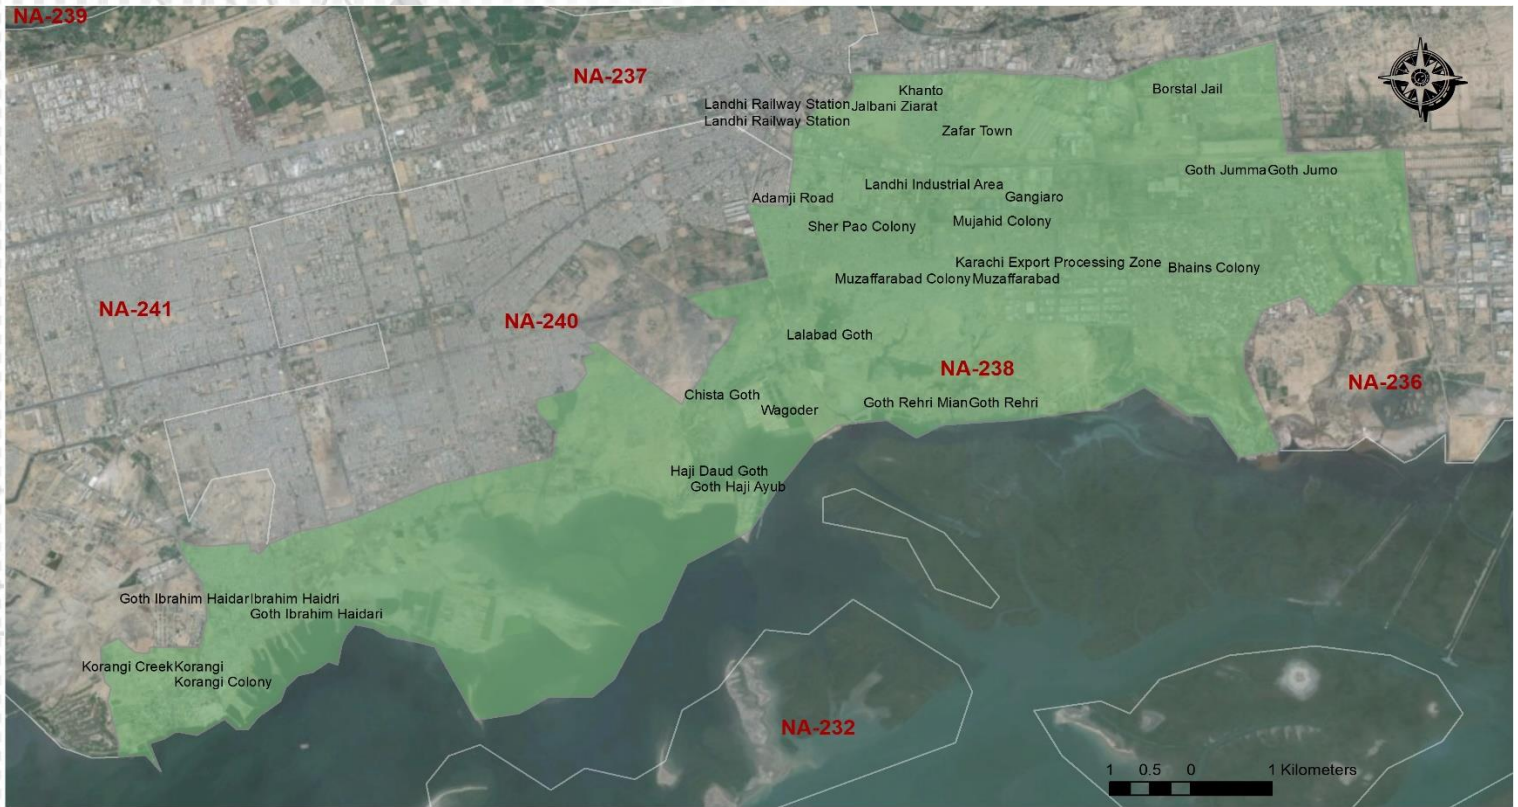 NA-239
NA-237
Khanto
Borstal Jail
Landhi Railway Station
Jalbani Ziarat
Landhi Railway Station
Zafar Town
Goth Jumma
Goth Jumo
Landhi Industrial Area
Adamji Road
Gangiaro
Sher Pao Colony
Mujahid Colony
Karachi Export Processing Zone
Bhains Colony
Muzaffarabad Colony
Muzaffarabad
NA-241
NA-240
Lalabad Goth
NA-238
NA-236
Chista Goth
Wagoder
Goth Rehri Mian
Goth Rehri
Haji Daud Goth
Goth Haji Ayub
Goth Ibrahim Haidar
Ibrahim Haidri
Goth Ibrahim Haidari
Korangi Creek
Korangi
Korangi Colony
NA-232
1 0.5 0 1 Kilometers